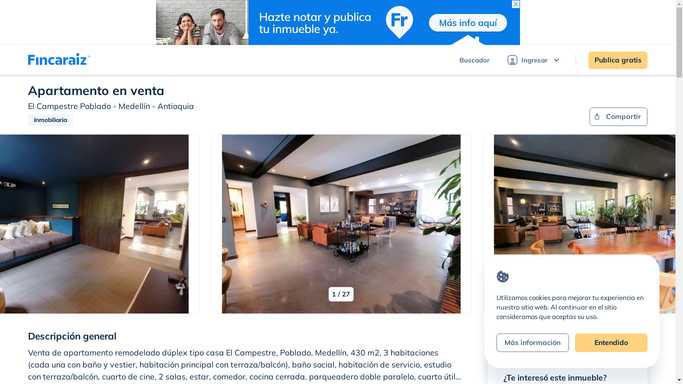 Hazte notar y publica
tu inmueble ya.
Fr
Más info aquí
Fincaraiz
Buscador
Ingresar
Publica gratis
Apartamento en venta
El Campestre Poblado - Medellín - Antioquia
Inmobiliaria
Compartir
1 / 27
Utilizamos cookies para mejorar tu experiencia en
nuestro sitio web. Al continuar en el sitio
consideramos que aceptas su uso.
Más información
Entendido
Descripción general
Venta de apartamento remodelado dúplex tipo casa El Campestre, Poblado, Medellín, 430 m2, 3 habitaciones
(cada una con baño y vestier, habitación principal con terraza/balcón), baño social, habitación de servicio, estudio
con terraza/balcón, cuarto de cine, 2 salas, estar, comedor, cocina cerrada, parqueadero doble paralelo, cuarto útil...
¿Te interesó este inmueble?